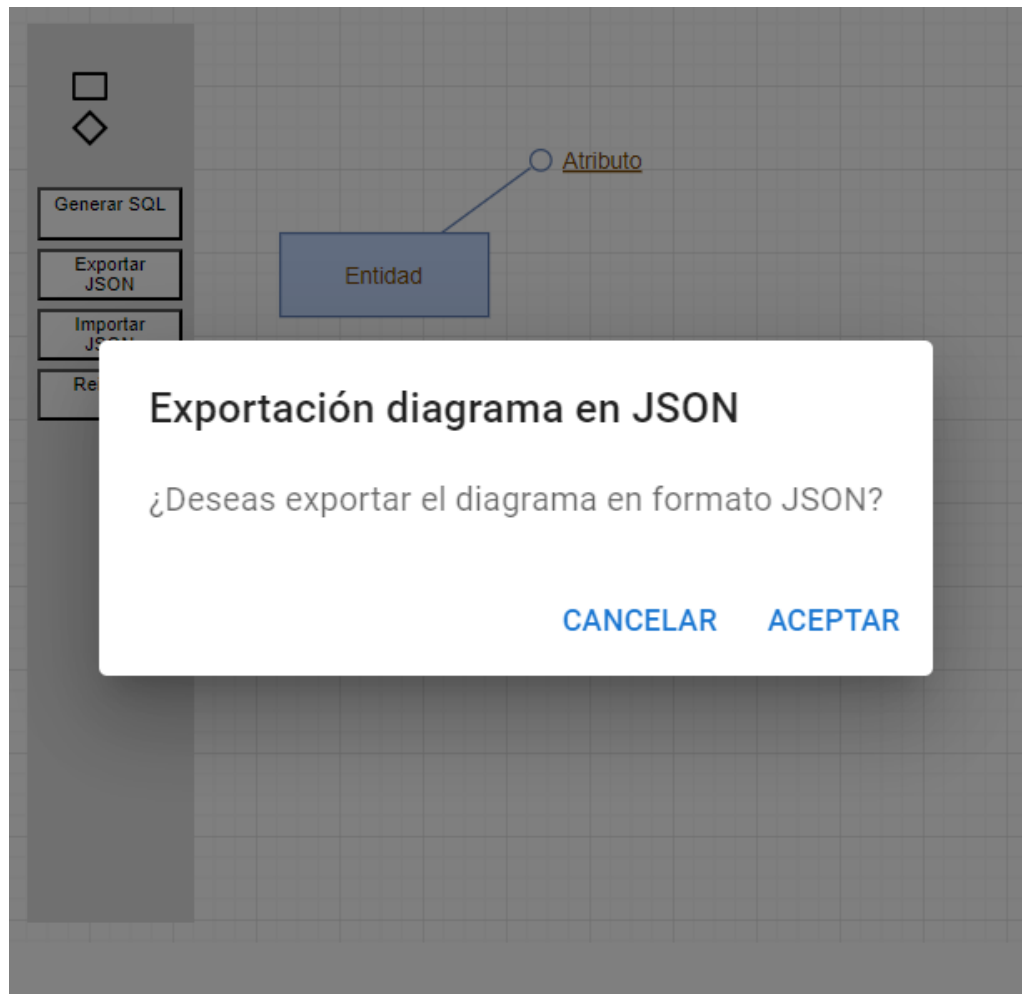 Atributo
Generar SQL
Entidad
Exportar
JSON
Importar
Exportación diagrama en JSON
¿Deseas exportar el diagrama en formato JSON?
CANCELAR ACEPTAR